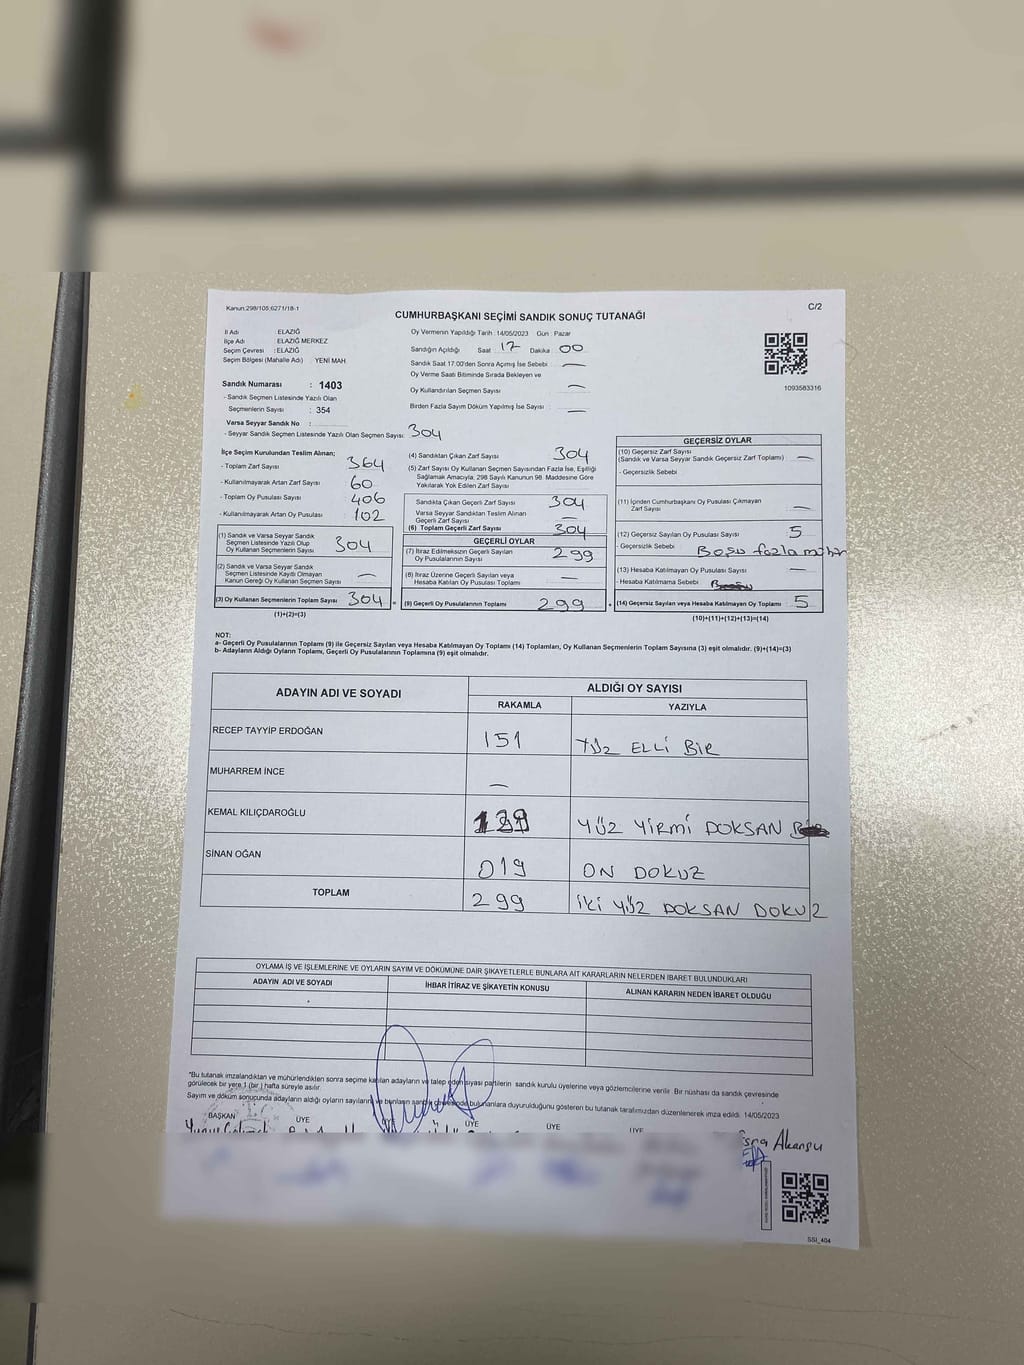 Kanun:298/105;6271/18-1
C/2
CUMHURBAŞKANI SEÇİMİ SANDIK SONUÇ TUTANAĞI
İl Adı : ELAZIĞ
İlçe Adı : ELAZIĞ MERKEZ
Seçim Çevresi : ELAZIĞ
Seçim Bölgesi (Mahalle Adı) YENİ MAH.
Sandık Numarası : 1403
- Sandık Seçmen Listesinde Yazılı Olan
Seçmenlerin Sayısı : 354
Varsa Seyyar Sandık No :
- Seyyar Sandık Seçmen Listesinde Yazılı Olan Seçmen Sayısı: 304
Oy Vermenin Yapıldığı Tarih :14/05/2023 Gün : Pazar
Sandığın Açıldığı Saat : 17 Dakika : 00
Sandık Saat 17:00'den Sonra Açımış İse Sebebi —
Oy Verme Saati Bitiminde Sırada Bekleyen ve
Oy Kullandırılan Seçmen Sayısı —
Birden Fazla Sayım Döküm Yapılmış İse Sayısı : —
1093583316
İlçe Seçim Kurulundan Teslim Alınan;
- Toplam Zarf Sayısı 364
- Kullanılmayarak Artan Zarf Sayısı 60
- Toplam Oy Pusulası Sayısı 406
- Kullanılmayarak Artan Oy Pusulası 102
(1) Sandık ve Varsa Seyyar Sandık
Seçmen Listesinde Yazılı Olup
Oy Kullanan Seçmenlerin Sayısı 304
(2) Sandık ve Varsa Seyyar Sandık
Seçmen Listesinde Kayıtlı Olmayan
Kanun Gereği Oy Kullanan Seçmen Sayısı —
(3) Oy Kullanan Seçmenlerin Toplam Sayısı 304 =
(1)+(2)=(3)
(4) Sandıktan Çıkan Zarf Sayısı 304
(5) Zarf Sayısı Oy Kullanan Seçmen Sayısından Fazla İse, Eşitliği
Sağlamak Amacıyla; 298 Sayılı Kanunun 98. Maddesine Göre
Yakılarak Yok Edilen Zarf Sayısı
Sandıkta Çıkan Geçerli Zarf Sayısı 304
Varsa Seyyar Sandıktan Teslim Alınan
Geçerli Zarf Sayısı —
(6) Toplam Geçerli Zarf Sayısı 304
GEÇERLİ OYLAR
(7) İtiraz Edilmeksizin Geçerli Sayılan
Oy Pusulalarının Sayısı 299
(8) İtiraz Üzerine Geçerli Sayılan veya
Hesaba Katılan Oy Pusulası Toplamı —
(9) Geçerli Oy Pusulalarının Toplamı 299 +
GEÇERSİZ OYLAR
(10) Geçersiz Zarf Sayısı
(Sandık ve Varsa Seyyar Sandık Geçersiz Zarf Toplamı) —
- Geçersizlik Sebebi
(11) İçinden Cumhurbaşkanı Oy Pusulası Çıkmayan
Zarf Sayısı —
(12) Geçersiz Sayılan Oy Pusulası Sayısı 5
- Geçersizlik Sebebi fazla mühür
(13) Hesaba Katılmayan Oy Pusulası Sayısı —
- Hesaba Katılmama Sebebi
(14) Geçersiz Sayılan veya Hesaba Katılmayan Oy Toplamı 5
(10)+(11)+(12)+(13)=(14)
NOT:
a- Geçerli Oy Pusulalarının Toplamı (9) ile Geçersiz Sayılan veya Hesaba Katılmayan Oy Toplamı (14) Toplamları, Oy Kullanan Seçmenlerin Toplam Sayısına (3) eşit olmalıdır. (9)+(14)=(3)
b- Adayların Aldığı Oyların Toplamı, Geçerli Oy Pusulalarının Toplamına (9) eşit olmalıdır.
ADAYIN ADI VE SOYADI ALDIĞI OY SAYISI
RAKAMLA YAZIYLA
RECEP TAYYİP ERDOĞAN 151 YÜZ ELLİ BİR
MUHARREM İNCE —
KEMAL KILIÇDAROĞLU YÜZ YİRMİ DOKSAN
SİNAN OĞAN 019 ON DOKUZ
TOPLAM 299 İKİ YÜZ DOKSAN DOKUZ
OYLAMA İŞ VE İŞLEMLERİNE VE OYLARIN SAYIM VE DÖKÜMÜNE DAİR ŞİKAYETLERLE BUNLARA AİT KARARLARIN NELERDEN İBARET BULUNDUKLARI
ADAYIN ADI VE SOYADI İHBAR İTİRAZ VE ŞİKAYETİN KONUSU ALINAN KARARIN NEDEN İBARET OLDUĞU
"Bu tutanak imzalandıktan ve mühürlendikten sonra seçime katılan adayların ve talep eden siyasi partilerin sandık kurulu üyelerine veya gözlemcilerine verilir. Bir nüshası da sandık çevresinde
görülecek bir yere 1 (bir ) hafta süreyle asılır.
Sayım ve döküm sonucunda adayların aldığı oyların sayılarını ve bunların sandık çevresinde bulunanlara duyurulduğunu gösteren bu tutanak tarafımızdan düzenlenerek imza edildi. 14/05/2023
BAŞKAN ÜYE ÜYE ÜYE ÜYE ÜYE
Esra Akansu
SSI_404